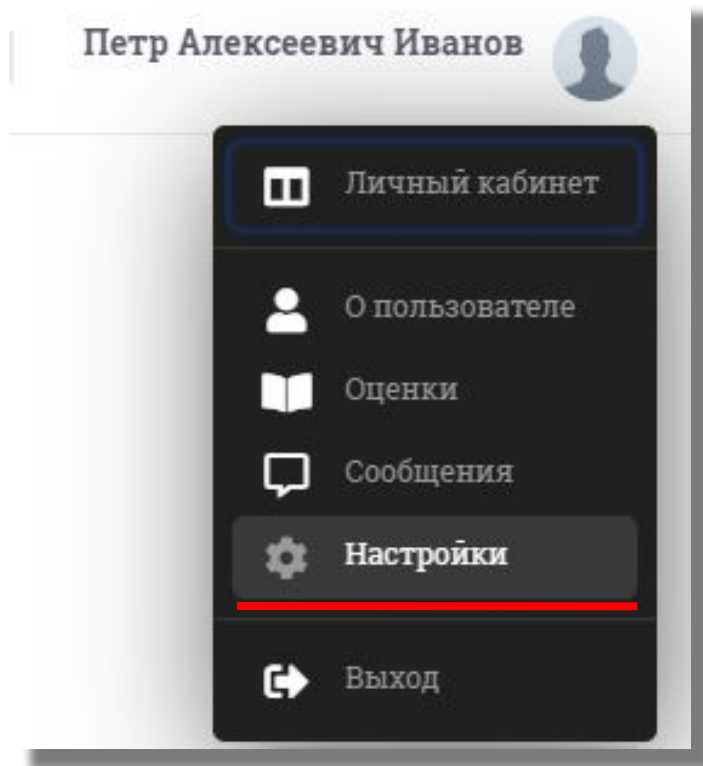 Петр Алексеевич Иванов
Личный кабинет
О пользователе
Оценки
Сообщения
Настройки
Выход